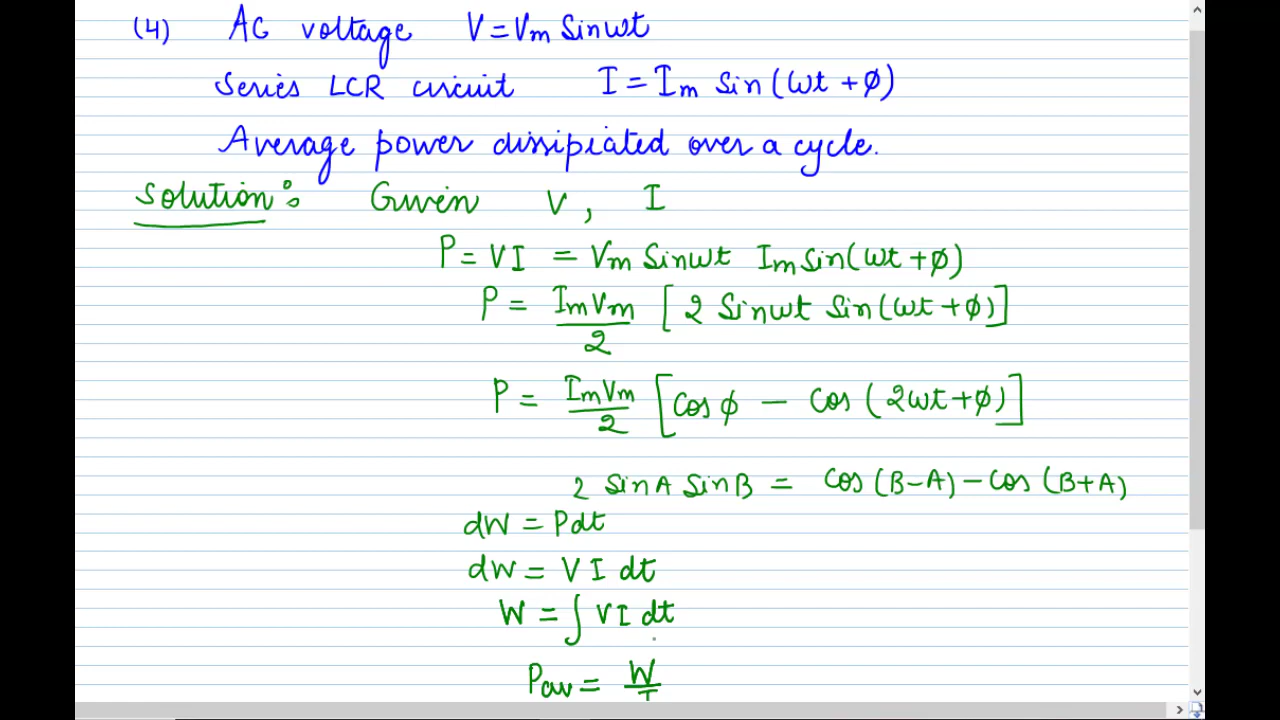 (4) AC voltage V = Vm Sinωt
Series LCR circuit I = Im Sin(ωt + ϕ)
Average power dissipiated over a cycle.
Solution: Given V, I
P = VI = Vm Sinωt Im Sin(ωt + ϕ)
P = ImVm/2 [2 Sinωt Sin(ωt + ϕ)]
P = ImVm/2 [Cos ϕ − Cos(2ωt + ϕ)]
2 SinA SinB = Cos(B−A) − Cos(B+A)
dW = Pdt
dW = VI dt
W = ∫ VI dt
Pav = W/T